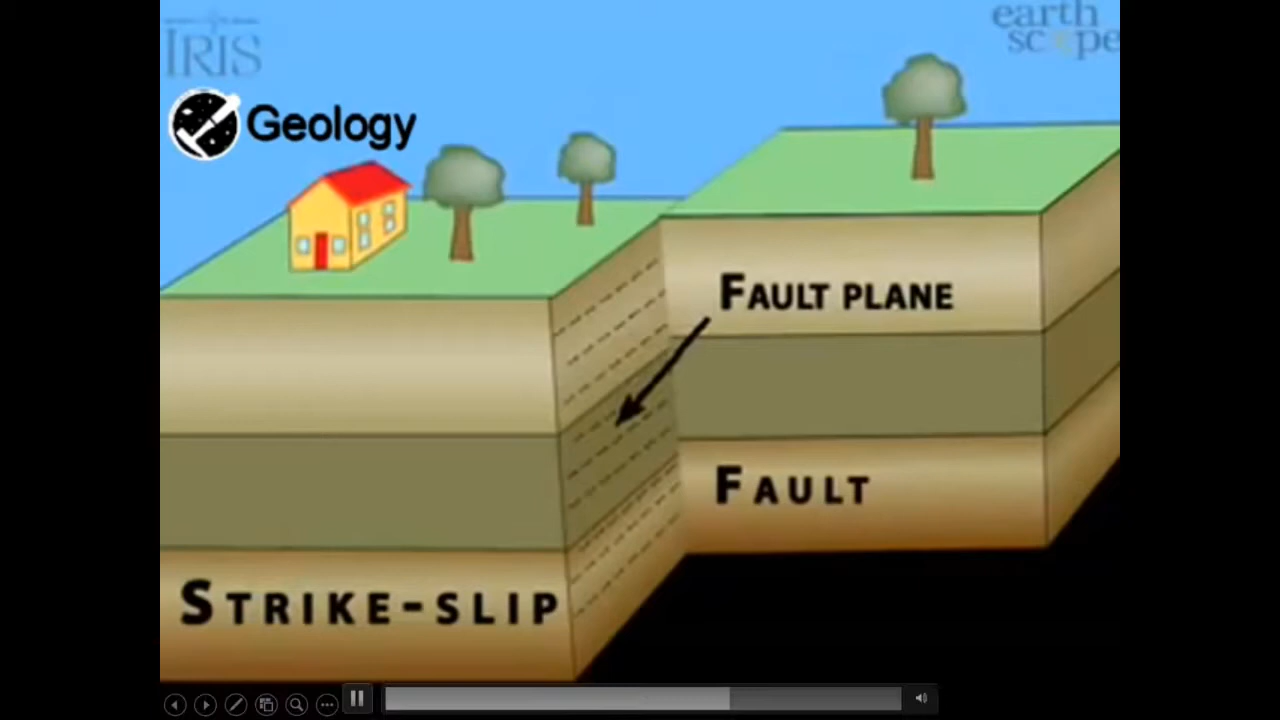 IRIS
earth
scope
Geology
FAULT PLANE
FAULT
STRIKE-SLIP